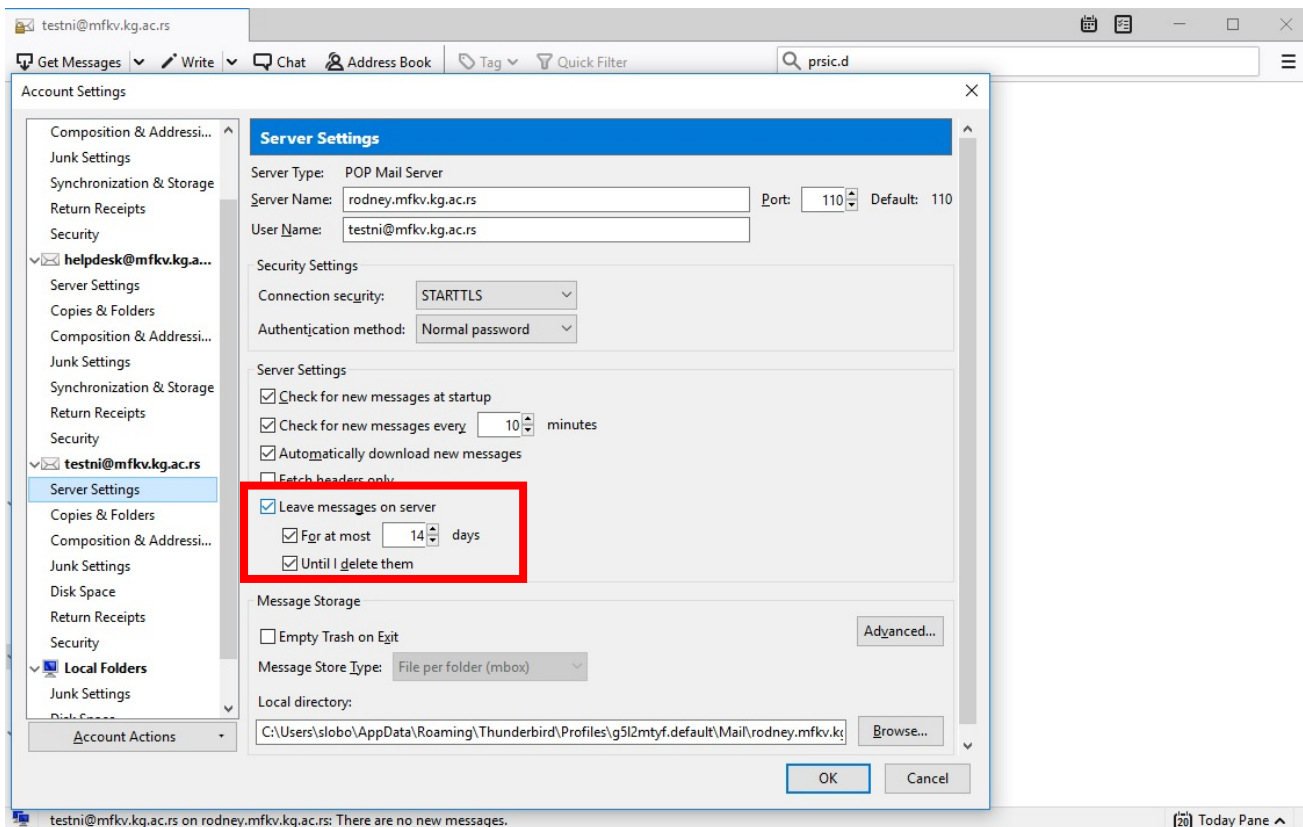 testni@mfkv.kg.ac.rs
Get Messages Write Chat Address Book Tag Quick Filter prsic.d
Account Settings
Composition & Addressi...
Junk Settings
Synchronization & Storage
Return Receipts
Security
helpdesk@mfkv.kg.a...
Server Settings
Copies & Folders
Composition & Addressi...
Junk Settings
Synchronization & Storage
Return Receipts
Security
testni@mfkv.kg.ac.rs
Server Settings
Copies & Folders
Composition & Addressi...
Junk Settings
Disk Space
Return Receipts
Security
Local Folders
Junk Settings
Disk Space
Account Actions
Server Settings
Server Type: POP Mail Server
Server Name: rodney.mfkv.kg.ac.rs Port: 110 Default: 110
User Name: testni@mfkv.kg.ac.rs
Security Settings
Connection security: STARTTLS
Authentication method: Normal password
Server Settings
Check for new messages at startup
Check for new messages every 10 minutes
Automatically download new messages
Fetch headers only
Leave messages on server
For at most 14 days
Until I delete them
Message Storage
Empty Trash on Exit Advanced...
Message Store Type: File per folder (mbox)
Local directory:
C:\Users\slobo\AppData\Roaming\Thunderbird\Profiles\g5l2mtyf.default\Mail\rodney.mfkv.kg Browse...
OK Cancel
testni@mfkv.kg.ac.rs on rodney.mfkv.kg.ac.rs: There are no new messages. 20 Today Pane